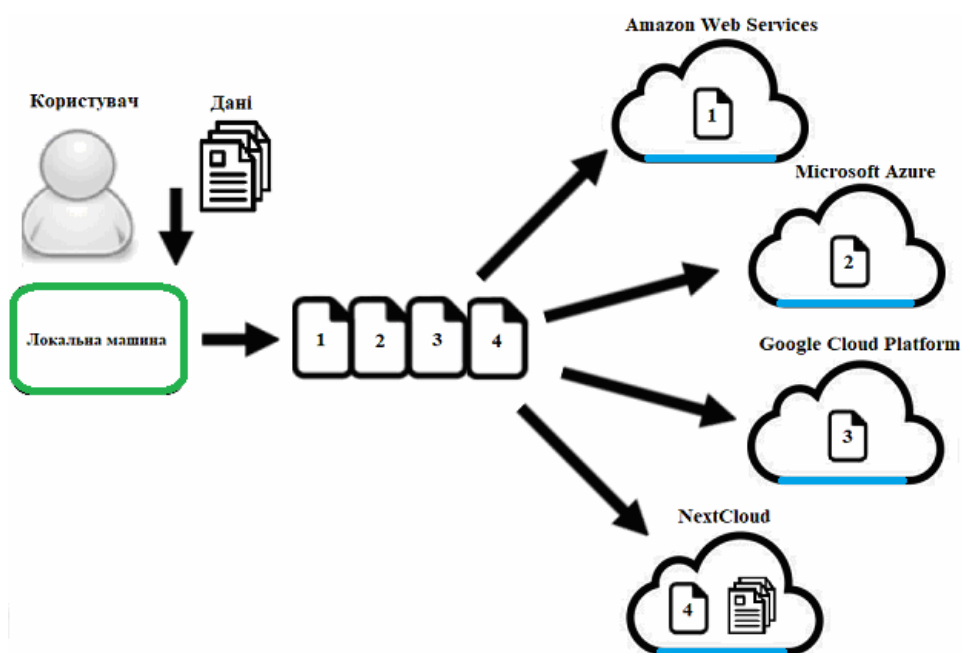 Amazon Web Services
Користувач
Дані
1
Microsoft Azure
2
Локальна машина
1 2 3 4
Google Cloud Platform
3
NextCloud
4